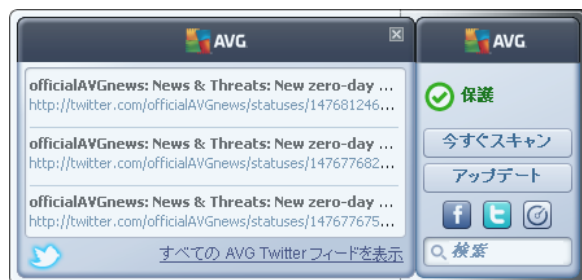 AVG
officialAVGnews: News & Threats: New zero-day ...
http://twitter.com/officialAVGnews/statuses/147681246...
officialAVGnews: News & Threats: New zero-day ...
http://twitter.com/officialAVGnews/statuses/147677682...
officialAVGnews: News & Threats: New zero-day ...
http://twitter.com/officialAVGnews/statuses/147677675...
すべての AVG Twitter フィードを表示
AVG
保護
今すぐスキャン
アップデート
検索